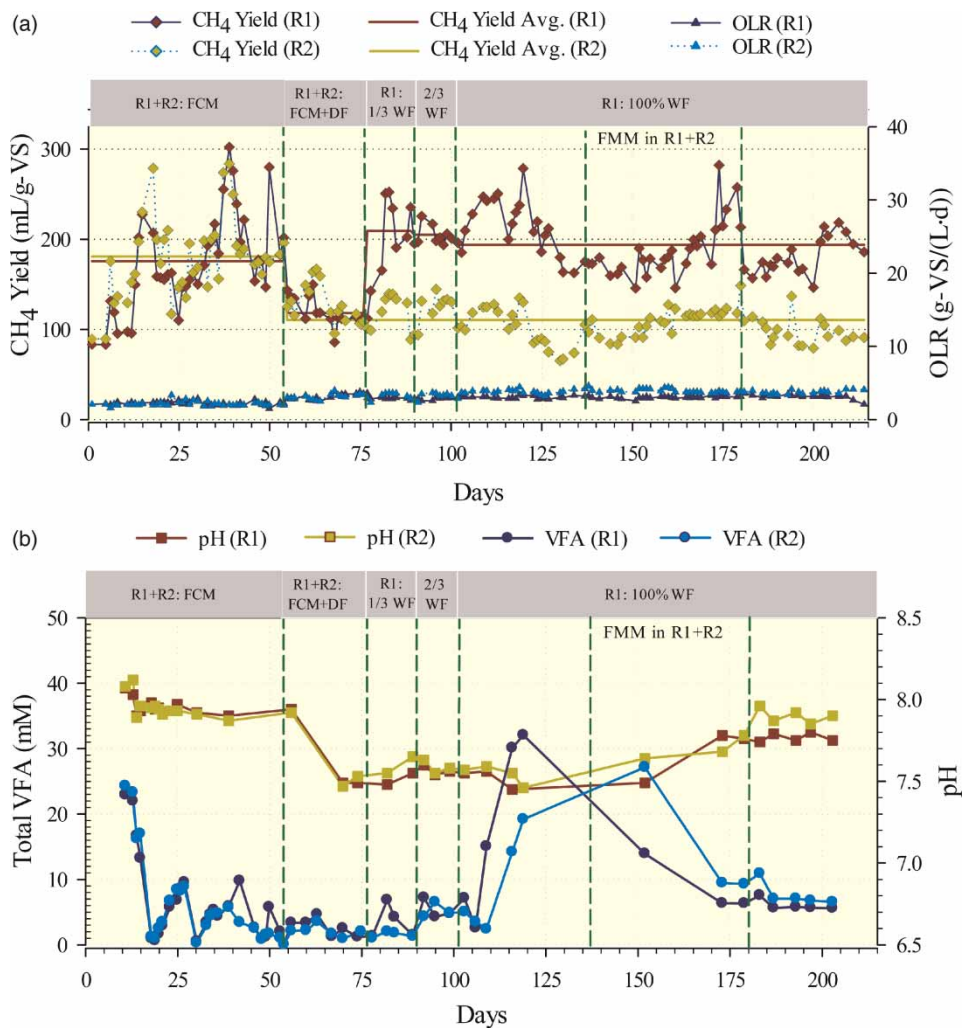 (a)
CH4 Yield (R1) CH4 Yield Avg. (R1) OLR (R1)
CH4 Yield (R2) CH4 Yield Avg. (R2) OLR (R2)
R1+R2: FCM
R1+R2:
FCM+DF
R1:
1/3 WF
2/3
WF
R1: 100% WF
FMM in R1+R2
CH4 Yield (mL/g-VS)
300
200
100
0
OLR (g-VS/(L·d)
40
30
20
10
0
0 25 50 75 100 125 150 175 200
Days
(b)
pH (R1) pH (R2) VFA (R1) VFA (R2)
R1+R2: FCM
R1+R2:
FCM+DF
R1:
1/3 WF
2/3
WF
R1: 100% WF
FMM in R1+R2
Total VFA (mM)
50
40
30
20
10
0
pH
8.5
8.0
7.5
7.0
6.5
0 25 50 75 100 125 150 175 200
Days